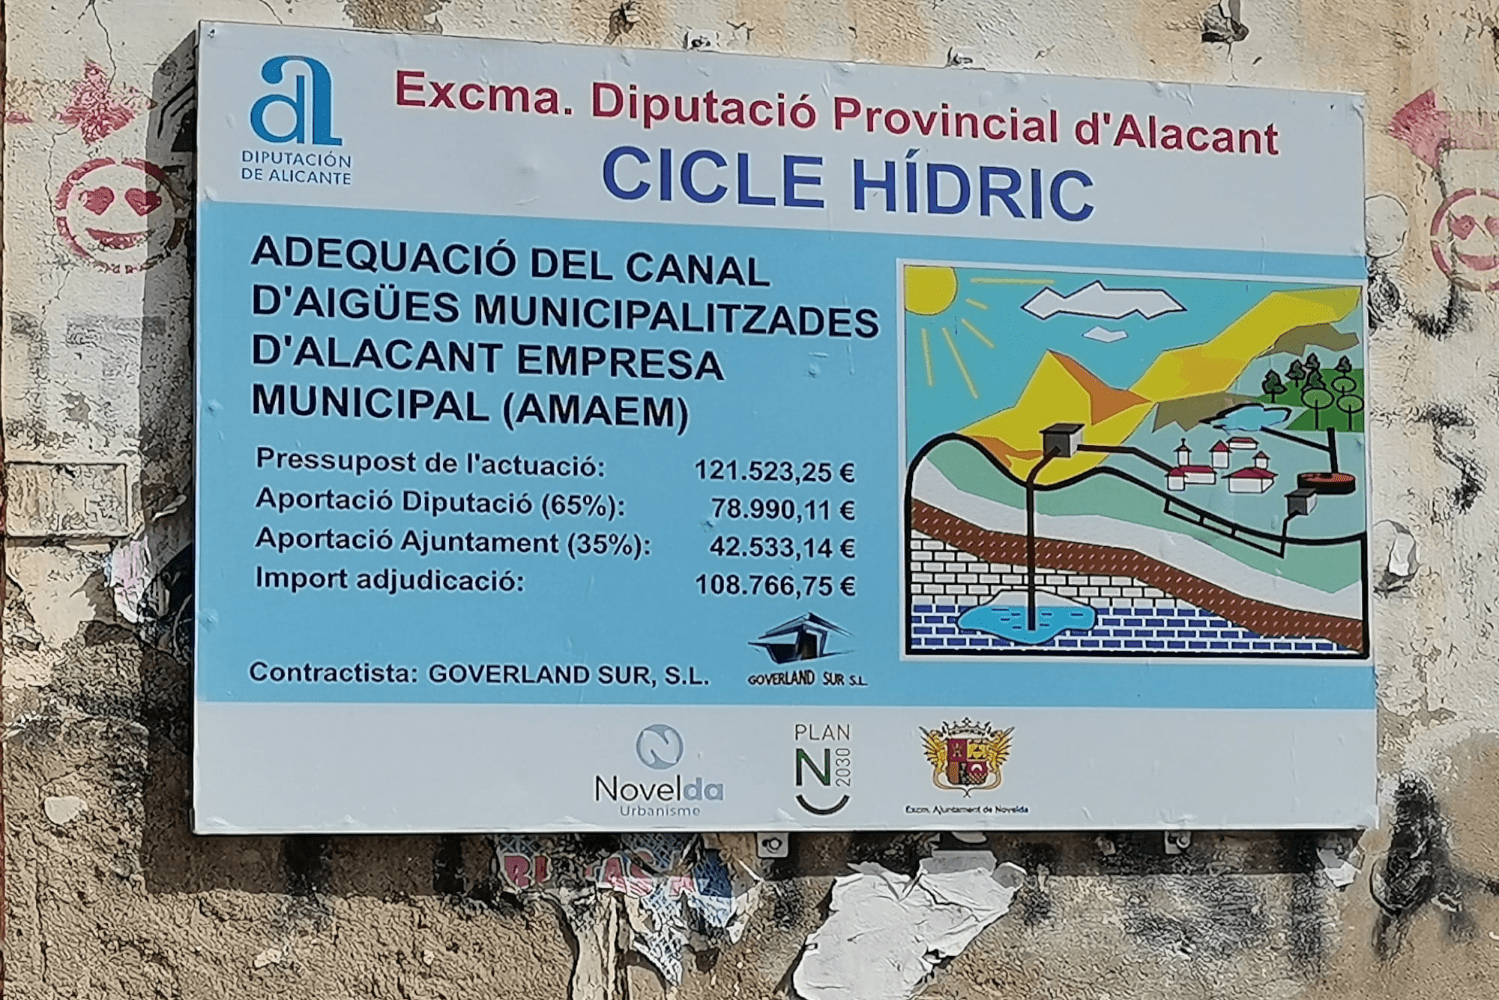 DIPUTACIÓN
DE ALICANTE
Excma. Diputació Provincial d'Alacant
CICLE HÍDRIC
ADEQUACIÓ DEL CANAL
D'AIGÜES MUNICIPALITZADES
D'ALACANT EMPRESA
MUNICIPAL (AMAEM)
Pressupost de l'actuació: 121.523,25 €
Aportació Diputació (65%): 78.990,11 €
Aportació Ajuntament (35%): 42.533,14 €
Import adjudicació: 108.766,75 €
Contractista: GOVERLAND SUR, S.L.
GOVERLAND SUR S.L.
Novelda
Urbanisme
PLAN
N
2030
Excm. Ajuntament de Novelda